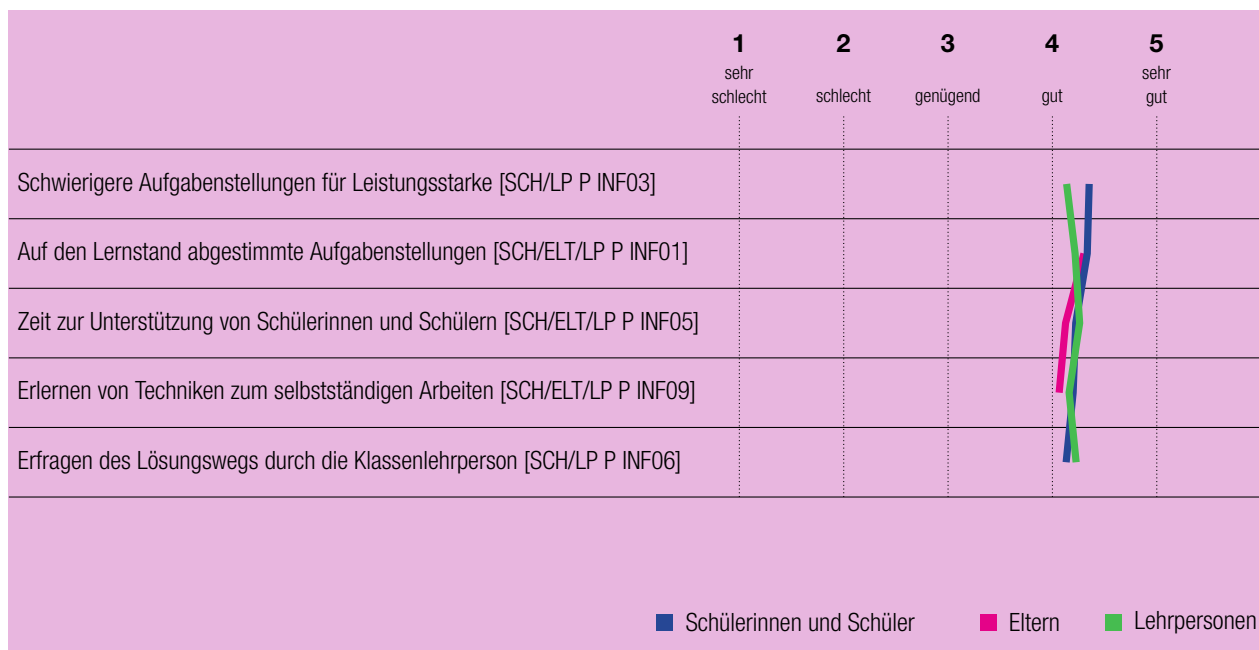 1 2 3 4 5
sehr schlecht schlecht genügend gut sehr gut
Schwierigere Aufgabenstellungen für Leistungsstarke [SCH/LP P INF03]
Auf den Lernstand abgestimmte Aufgabenstellungen [SCH/ELT/LP P INF01]
Zeit zur Unterstützung von Schülerinnen und Schülern [SCH/ELT/LP P INF05]
Erlernen von Techniken zum selbstständigen Arbeiten [SCH/ELT/LP P INF09]
Erfragen des Lösungswegs durch die Klassenlehrperson [SCH/LP P INF06]
Schülerinnen und Schüler Eltern Lehrpersonen